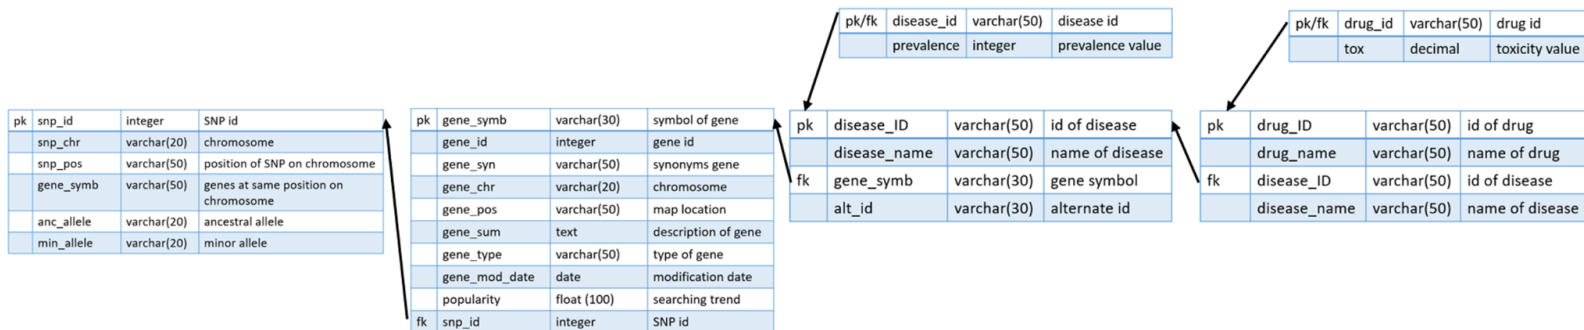 pk/fk disease_id varchar(50) disease id
prevalence integer prevalence value
pk/fk drug_id varchar(50) drug id
tox decimal toxicity value
pk snp_id integer SNP id
snp_chr varchar(20) chromosome
snp_pos varchar(50) position of SNP on chromosome
gene_symb varchar(50) genes at same position on
chromosome
anc_allele varchar(20) ancestral allele
min_allele varchar(20) minor allele
pk gene_symb varchar(30) symbol of gene
gene_id integer gene id
gene_syn varchar(50) synonyms gene
gene_chr varchar(20) chromosome
gene_pos varchar(50) map location
gene_sum text description of gene
gene_type varchar(50) type of gene
gene_mod_date date modification date
popularity float (100) searching trend
fk snp_id integer SNP id
pk disease_ID varchar(50) id of disease
disease_name varchar(50) name of disease
fk gene_symb varchar(30) gene symbol
alt_id varchar(30) alternate id
pk drug_ID varchar(50) id of drug
drug_name varchar(50) name of drug
fk disease_ID varchar(50) id of disease
disease_name varchar(50) name of disease